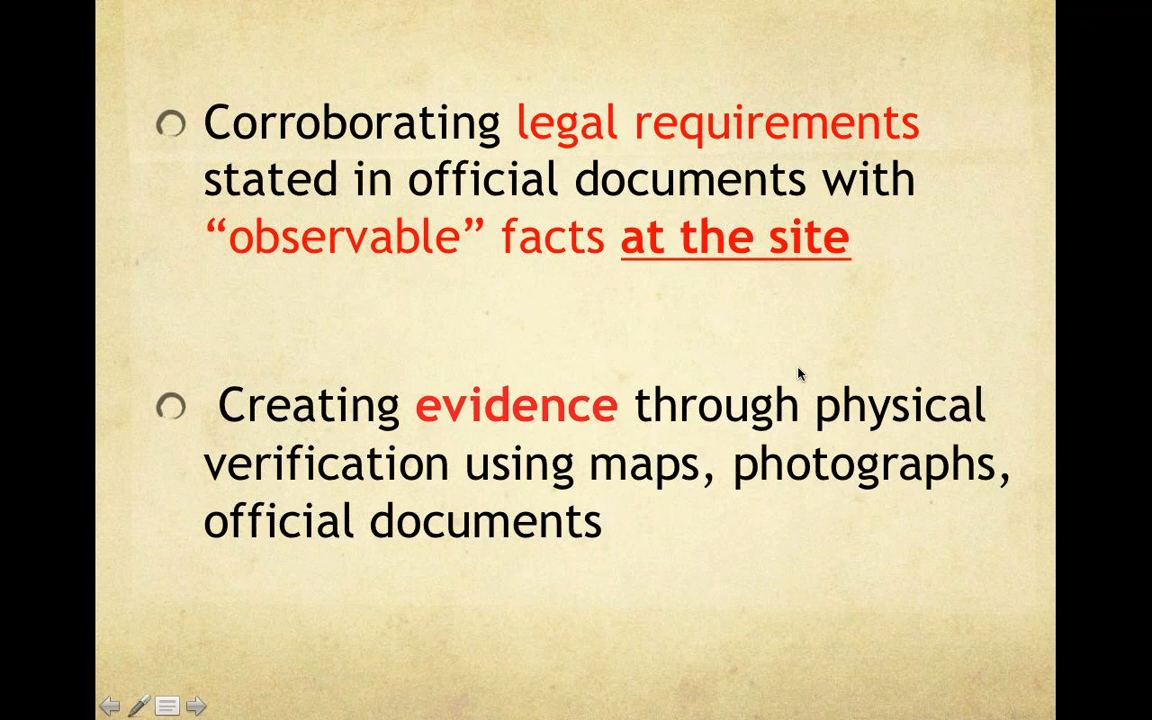 Corroborating legal requirements
stated in official documents with
“observable” facts at the site
Creating evidence through physical
verification using maps, photographs,
official documents